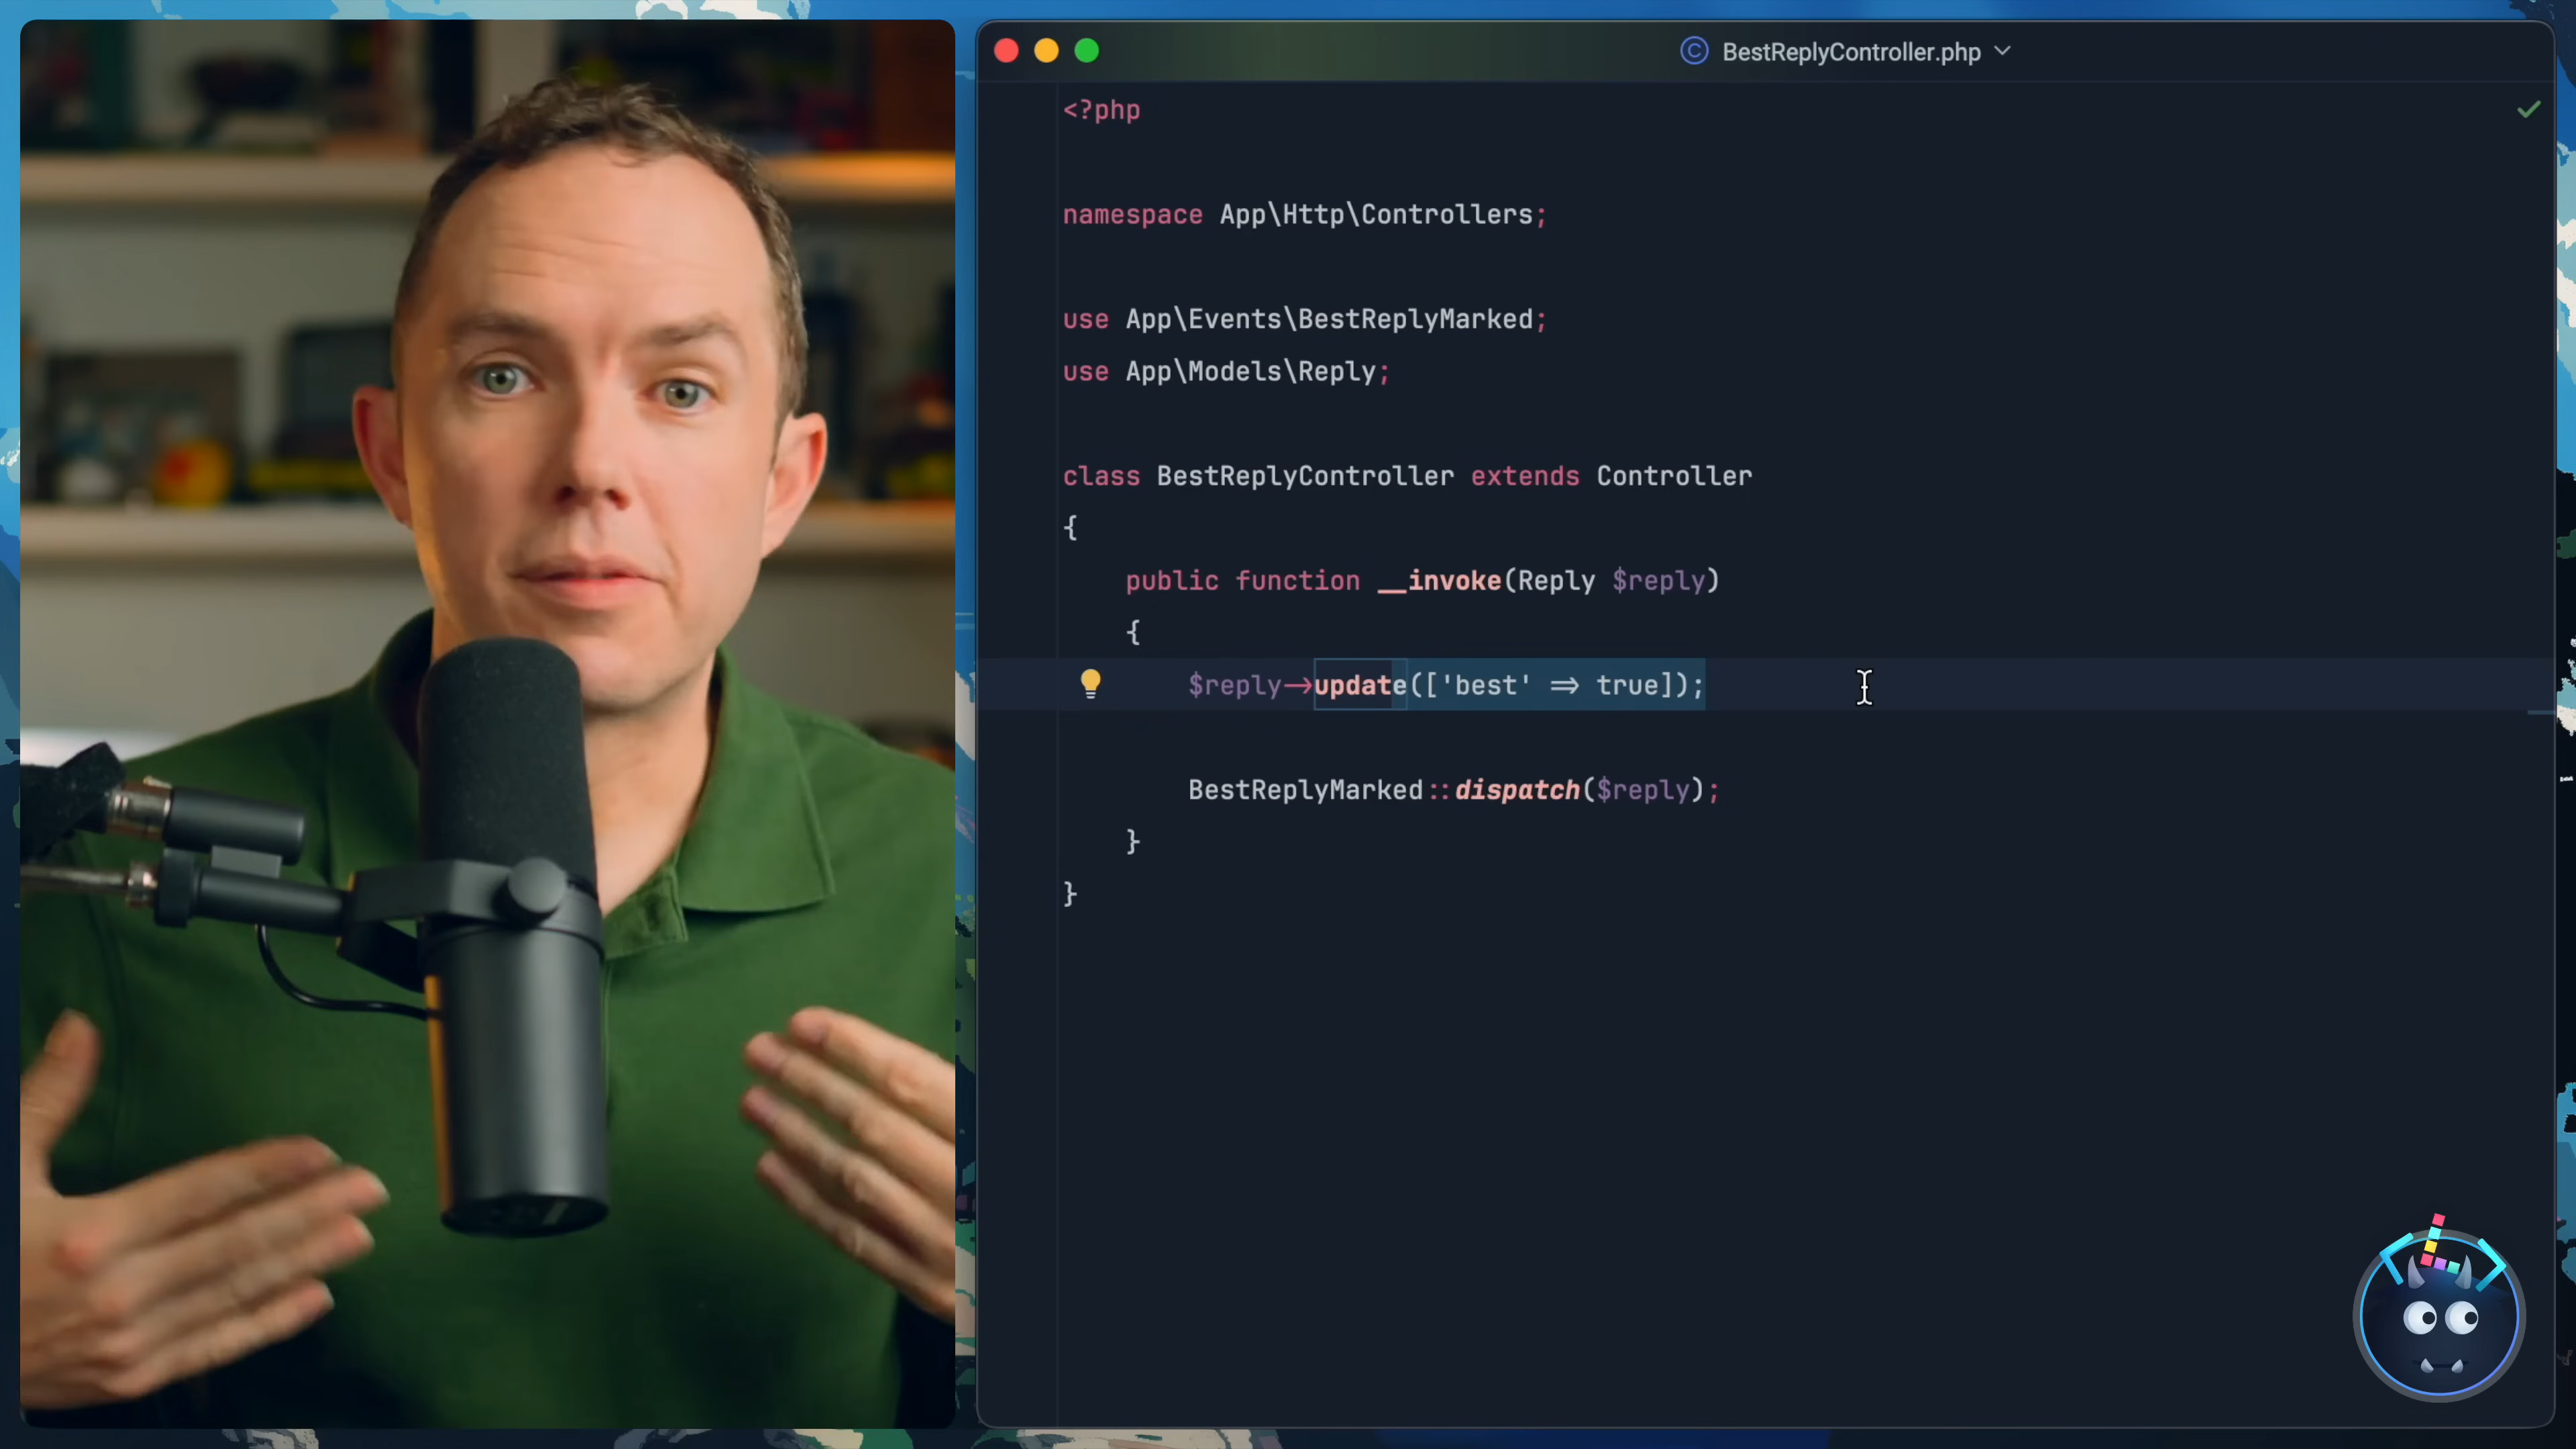 BestReplyController.php
<?php
namespace App\Http\Controllers;
use App\Events\BestReplyMarked;
use App\Models\Reply;
class BestReplyController extends Controller
{
public function __invoke(Reply $reply)
{
$reply->update(['best' => true]);
BestReplyMarked::dispatch($reply);
}
}